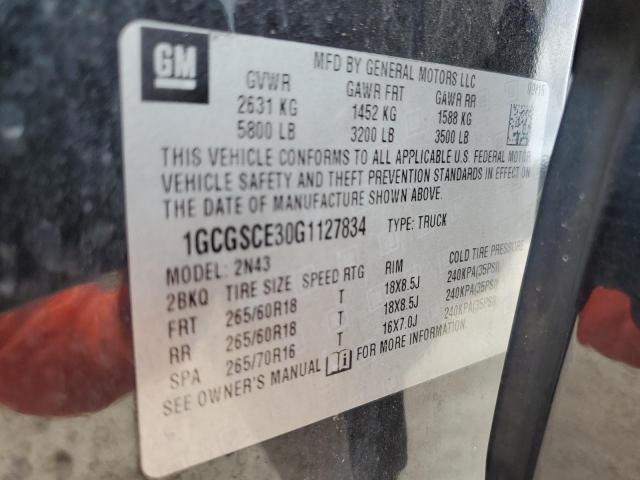 GM
MFD BY GENERAL MOTORS LLC
GVWR GAWR FRT GAWR RR
2631 KG 1452 KG 1588 KG
5800 LB 3200 LB 3500 LB
THIS VEHICLE CONFORMS TO ALL APPLICABLE U.S. FEDERAL MOTOR
VEHICLE SAFETY AND THEFT PREVENTION STANDARDS IN EFFECT ON
THE DATE OF MANUFACTURE SHOWN ABOVE.
1GCGSCE30G1127834 TYPE: TRUCK
MODEL: 2N43
2BKQ TIRE SIZE SPEED RTG RIM COLD TIRE PRESSURE
FRT 265/60R18 T 18X8.5J 240KPA(35PSI)
RR 265/60R18 T 18X8.5J 240KPA(35PSI)
SPA 265/70R16 T 16X7.0J 240KPA(35PSI)
SEE OWNER'S MANUAL FOR MORE INFORMATION.